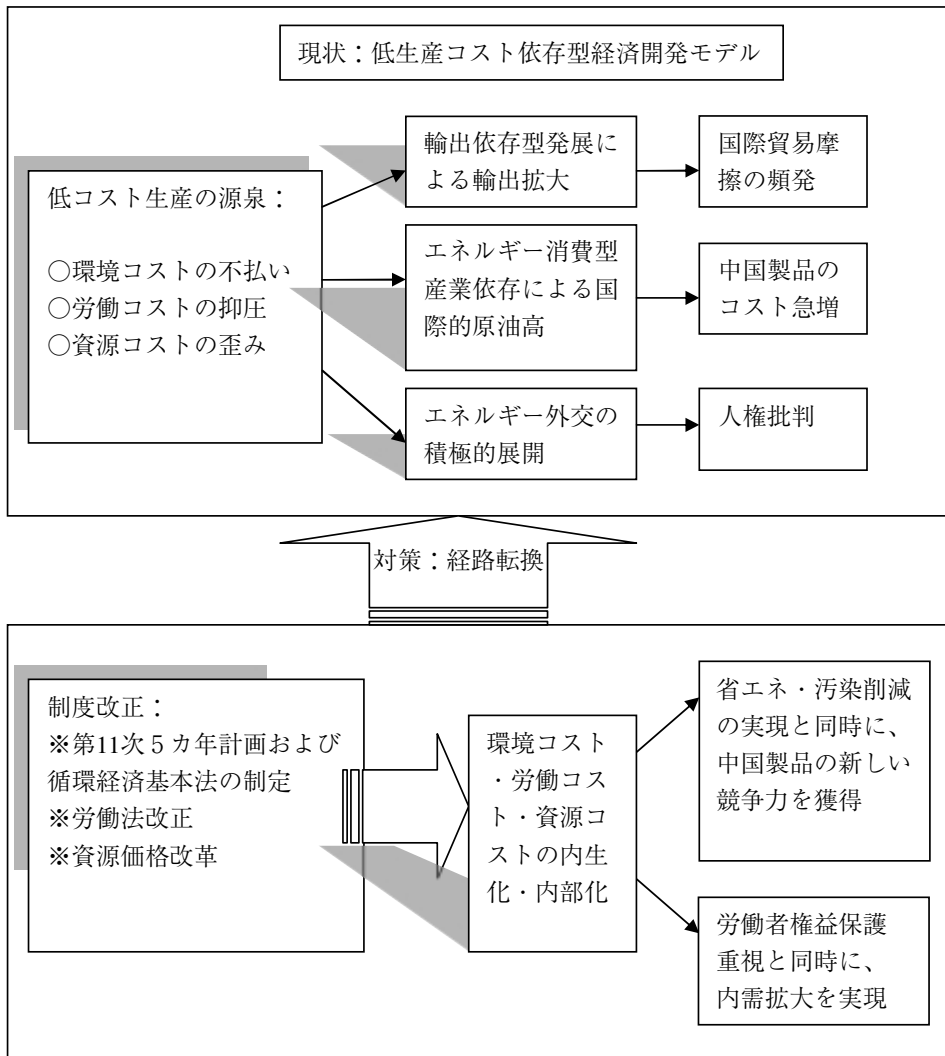 現状：低生産コスト依存型経済開発モデル
低コスト生産の源泉：
○環境コストの不払い
○労働コストの抑圧
○資源コストの歪み
輸出依存型発展に
よる輸出拡大
国際貿易摩
擦の頻発
エネルギー消費型
産業依存による国
際的原油高
中国製品の
コスト急増
エネルギー外交の
積極的展開
人権批判
対策：経路転換
制度改正：
※第11次５カ年計画および
循環経済基本法の制定
※労働法改正
※資源価格改革
環境コスト
・労働コス
ト・資源コ
ストの内生
化・内部化
省エネ・汚染削減
の実現と同時に、
中国製品の新しい
競争力を獲得
労働者権益保護
重視と同時に、
内需拡大を実現